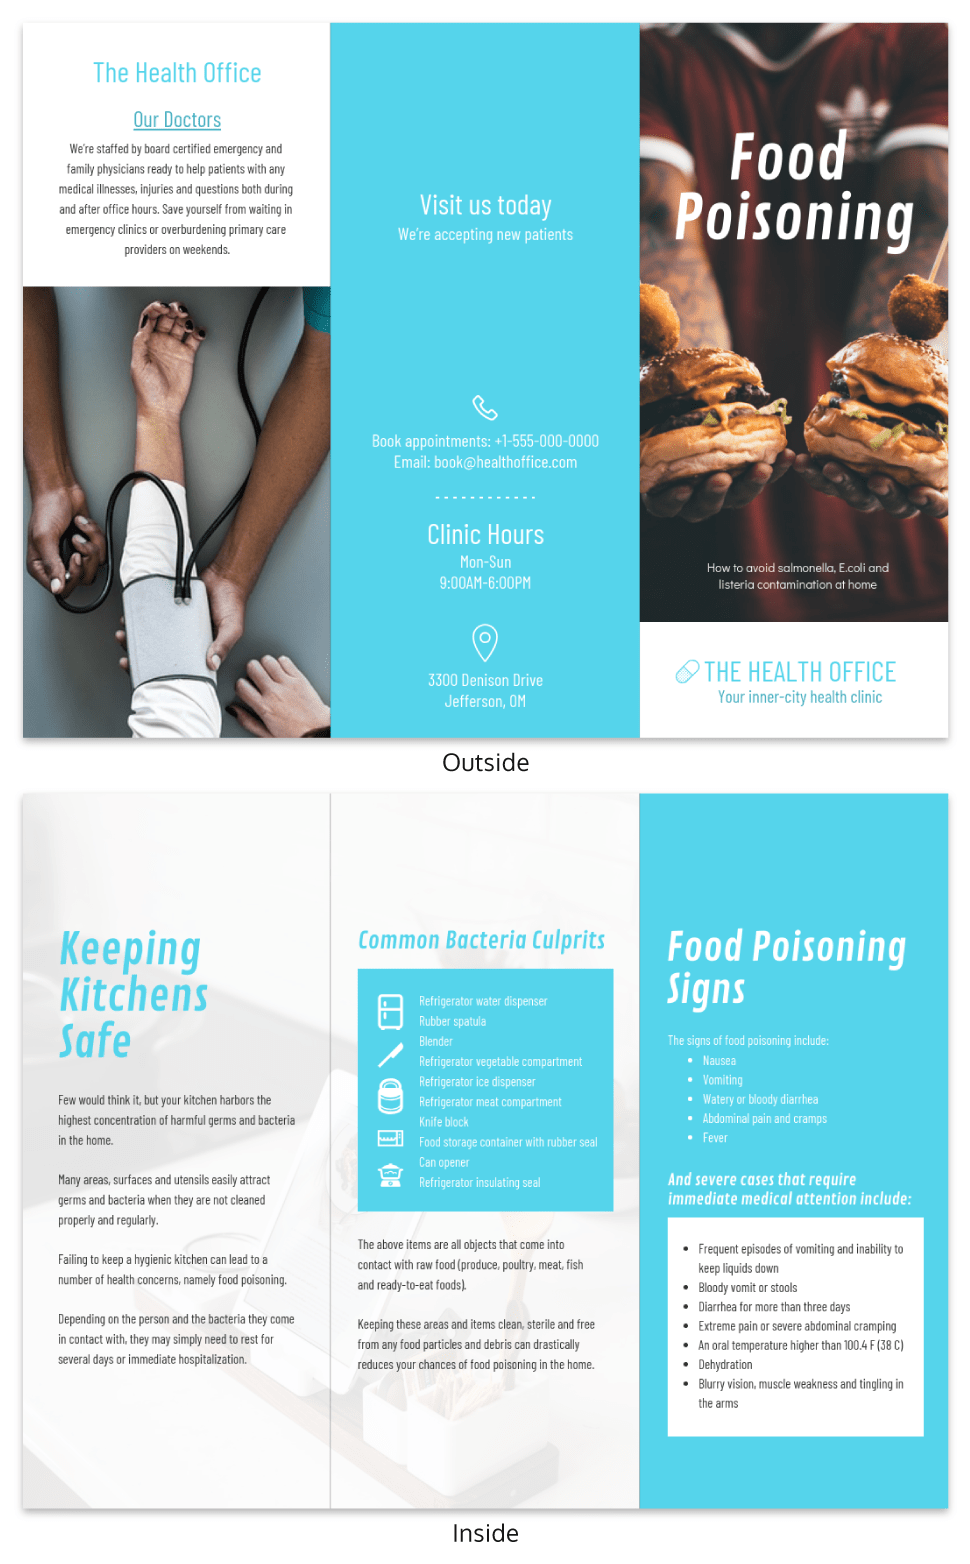 The Health Office
Our Doctors
We're staffed by board certified emergency and
family physicians ready to help patients with any
medical illnesses, injuries and questions both during
and after office hours. Save yourself from waiting in
emergency clinics or overburdening primary care
providers on weekends.
Visit us today
We're accepting new patients
Book appointments: +1-555-000-0000
Email: book@healthoffice.com
Clinic Hours
Mon-Sun
9:00AM-6:00PM
3300 Denison Drive
Jefferson, OM
Food
Poisoning
How to avoid salmonella, E.coli and
listeria contamination at home
THE HEALTH OFFICE
Your inner-city health clinic
Outside
Keeping
Kitchens
Safe
Few would think it, but your kitchen harbors the
highest concentration of harmful germs and bacteria
in the home.
Many areas, surfaces and utensils easily attract
germs and bacteria when they are not cleaned
properly and regularly.
Failing to keep a hygienic kitchen can lead to a
number of health concerns, namely food poisoning.
Depending on the person and the bacteria they come
in contact with, they may simply need to rest for
several days or immediate hospitalization.
Common Bacteria Culprits
Refrigerator water dispenser
Rubber spatula
Blender
Refrigerator vegetable compartment
Refrigerator ice dispenser
Refrigerator meat compartment
Knife block
Food storage container with rubber seal
Can opener
Refrigerator insulating seal
The above items are all objects that come into
contact with raw food (produce, poultry, meat, fish
and ready-to-eat foods).
Keeping these areas and items clean, sterile and free
from any food particles and debris can drastically
reduces your chances of food poisoning in the home.
Food Poisoning
Signs
The signs of food poisoning include:
• Nausea
• Vomiting
• Watery or bloody diarrhea
• Abdominal pain and cramps
• Fever
And severe cases that require
immediate medical attention include:
• Frequent episodes of vomiting and inability to
keep liquids down
• Bloody vomit or stools
• Diarrhea for more than three days
• Extreme pain or severe abdominal cramping
• An oral temperature higher than 100.4 F (38 C)
• Dehydration
• Blurry vision, muscle weakness and tingling in
the arms
Inside